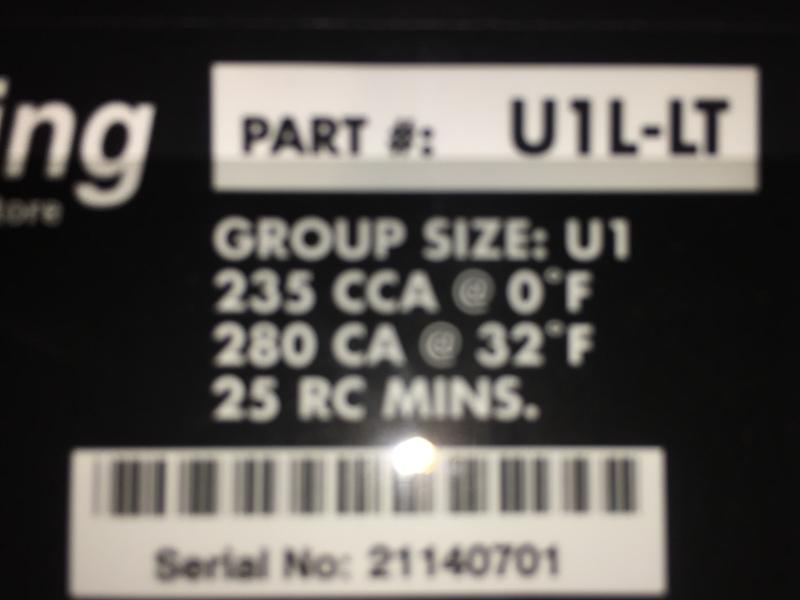 ing
tore
PART #: U1L-LT
GROUP SIZE: U1
235 CCA @ 0°F
280 CA @ 32°F
25 RC MINS.
Serial No: 21140701